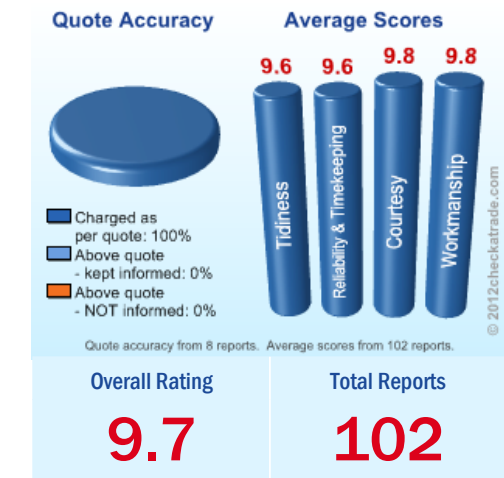 Quote Accuracy
Average Scores
9.6
9.6
9.8
9.8
Tidiness
Reliability & Timekeeping
Courtesy
Workmanship
Charged as
per quote: 100%
Above quote
- kept informed: 0%
Above quote
- NOT informed: 0%
© 2012checkatrade.com
Quote accuracy from 8 reports. Average scores from 102 reports.
Overall Rating
Total Reports
9.7
102